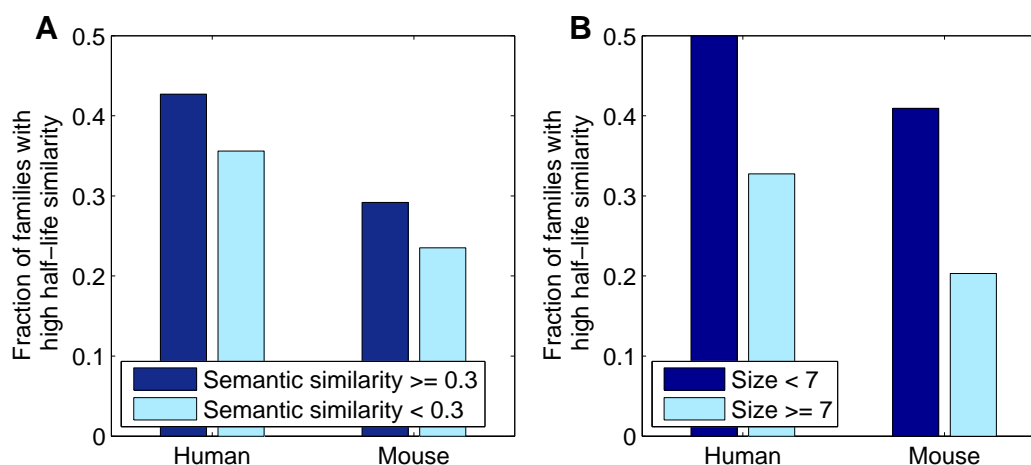 A
Fraction of families with
high half−life similarity
0.5
0.4
0.3
0.2
0.1
0
Semantic similarity >= 0.3
Semantic similarity < 0.3
Human
Mouse
B
Fraction of families with
high half−life similarity
0.5
0.4
0.3
0.2
0.1
0
Size < 7
Size >= 7
Human
Mouse